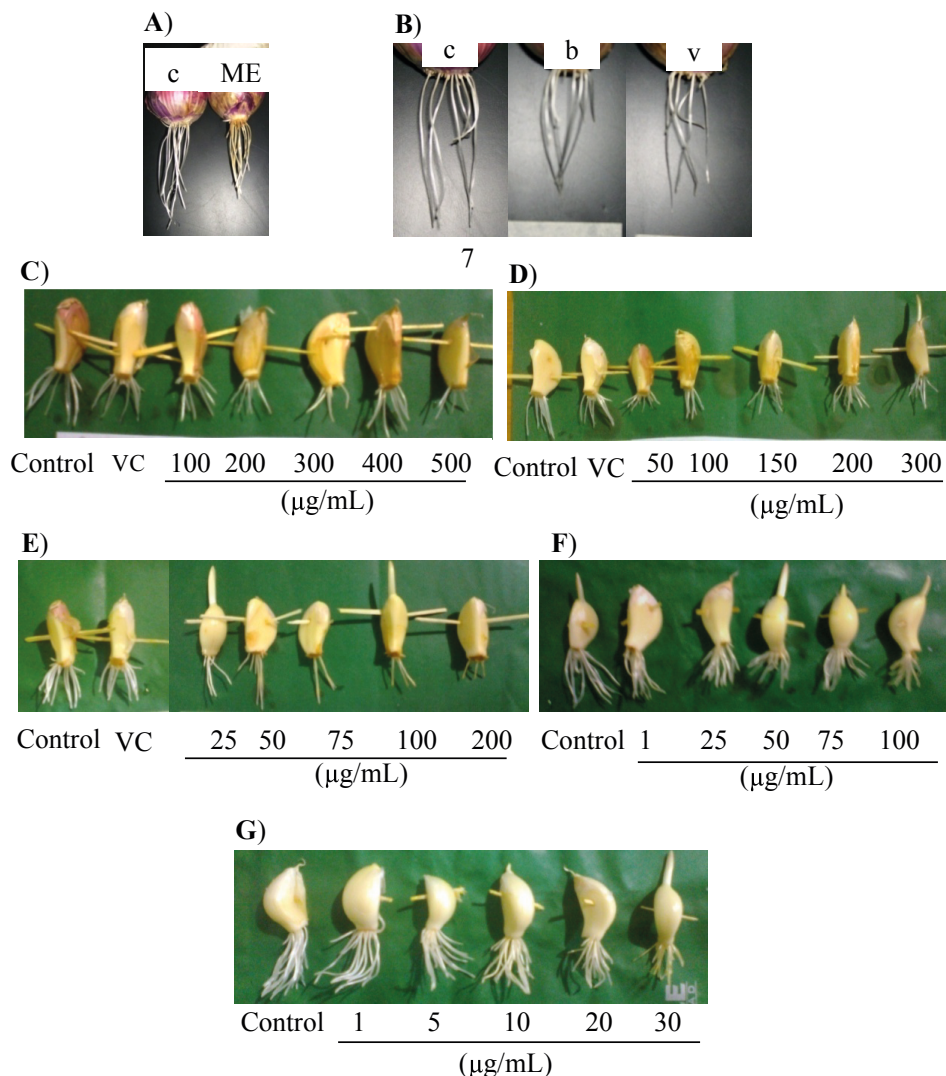 A)
c ME
B)
c b v
7
C)
Control VC 100 200 300 400 500
(µg/mL)
D)
Control VC 50 100 150 200 300
(µg/mL)
E)
Control VC 25 50 75 100 200
(µg/mL)
F)
Control 1 25 50 75 100
(µg/mL)
G)
Control 1 5 10 20 30
(µg/mL)